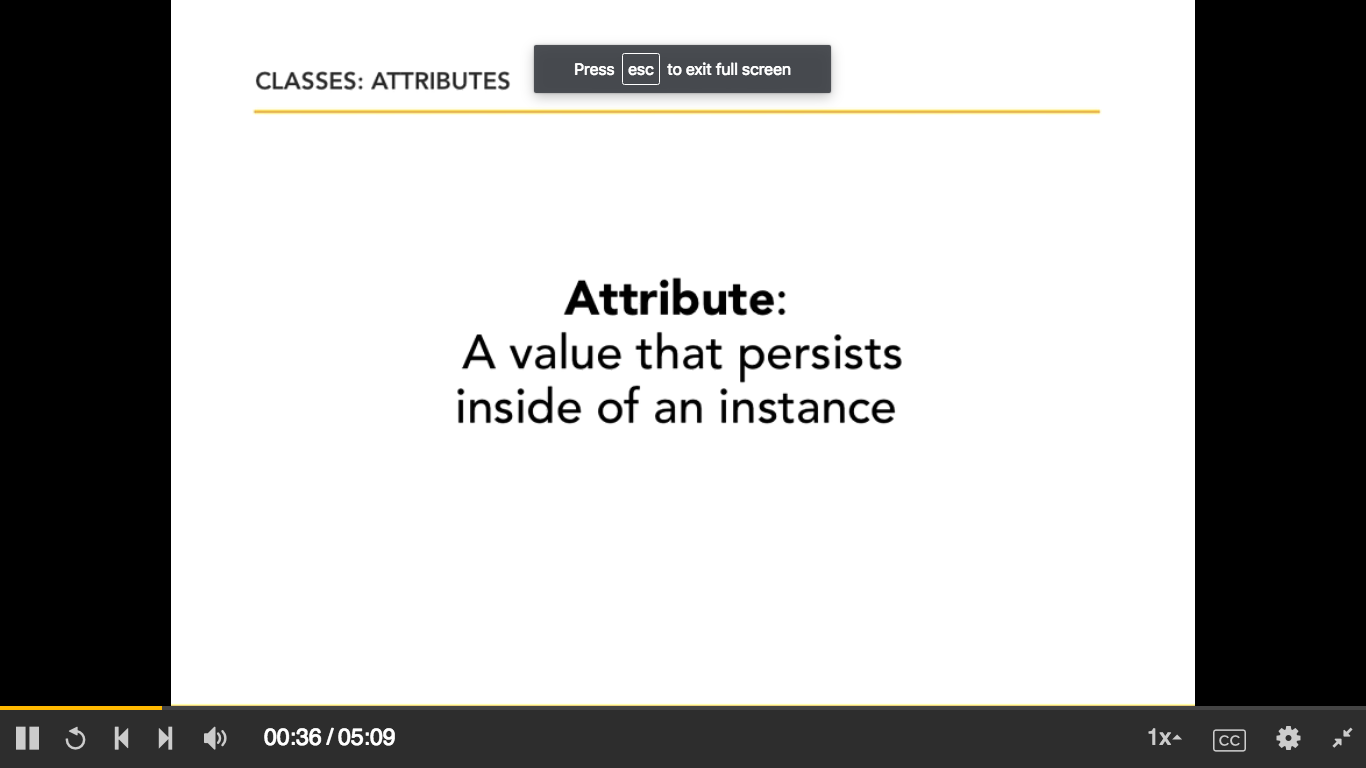 CLASSES: ATTRIBUTES
Press esc to exit full screen
Attribute:
A value that persists
inside of an instance
00:36 / 05:09
1x
CC